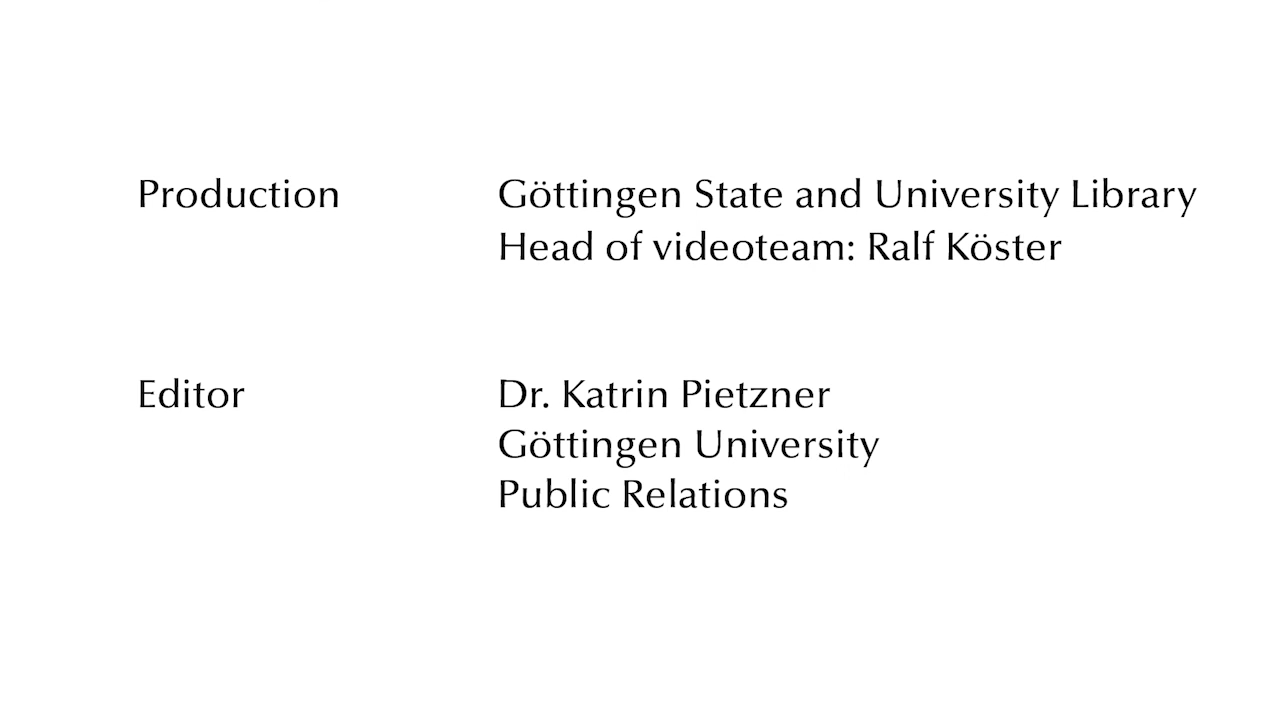 Production Göttingen State and University Library
Head of videoteam: Ralf Köster
Editor Dr. Katrin Pietzner
Göttingen University
Public Relations